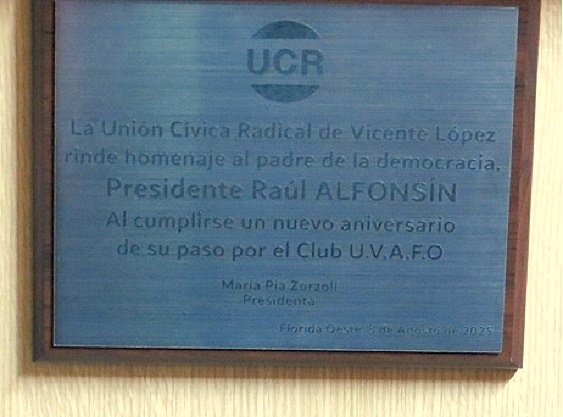 UCR
La Unión Cívica Radical de Vicente López
rinde homenaje al padre de la democracia,
Presidente Raúl ALFONSÍN
Al cumplirse un nuevo aniversario
de su paso por el Club U.V.A.F.O
María Pía Zorzoli
Presidenta
Florida Oeste, de Agosto de 2025